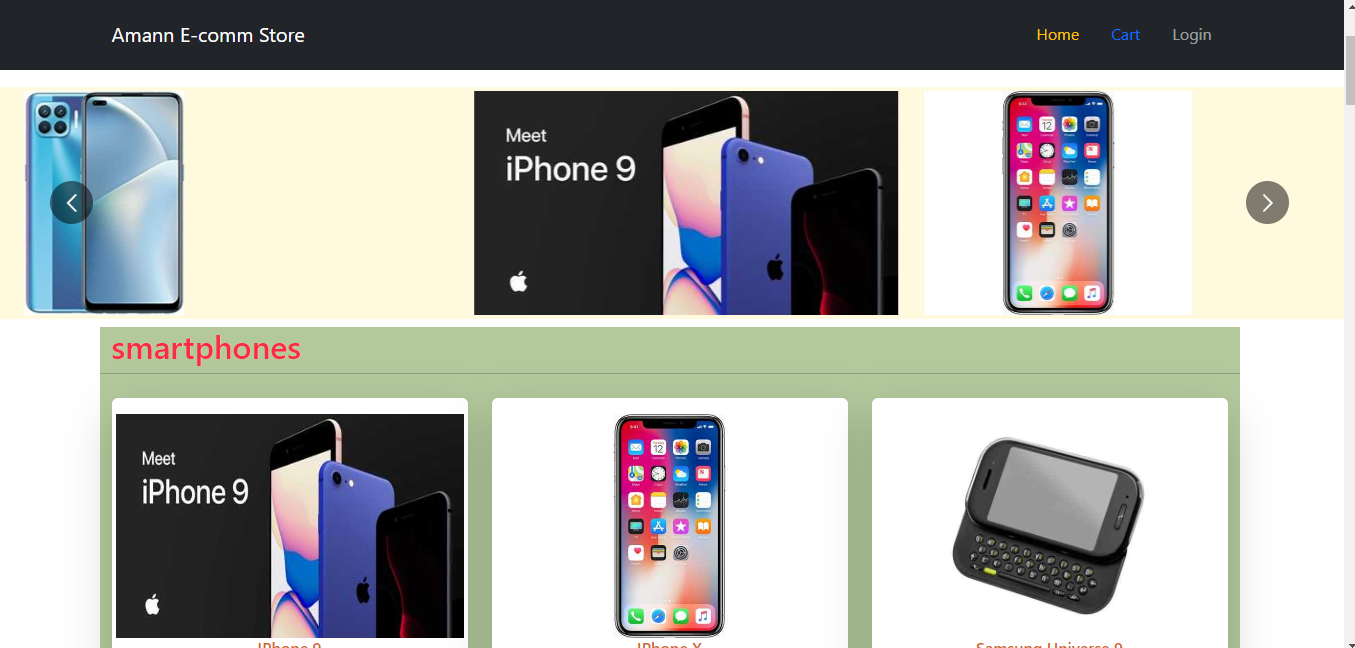 Amann E-comm Store
Home Cart Login
Meet
iPhone 9
smartphones
Meet
iPhone 9
IPhone 9
IPhone X
Samsung Universe 9